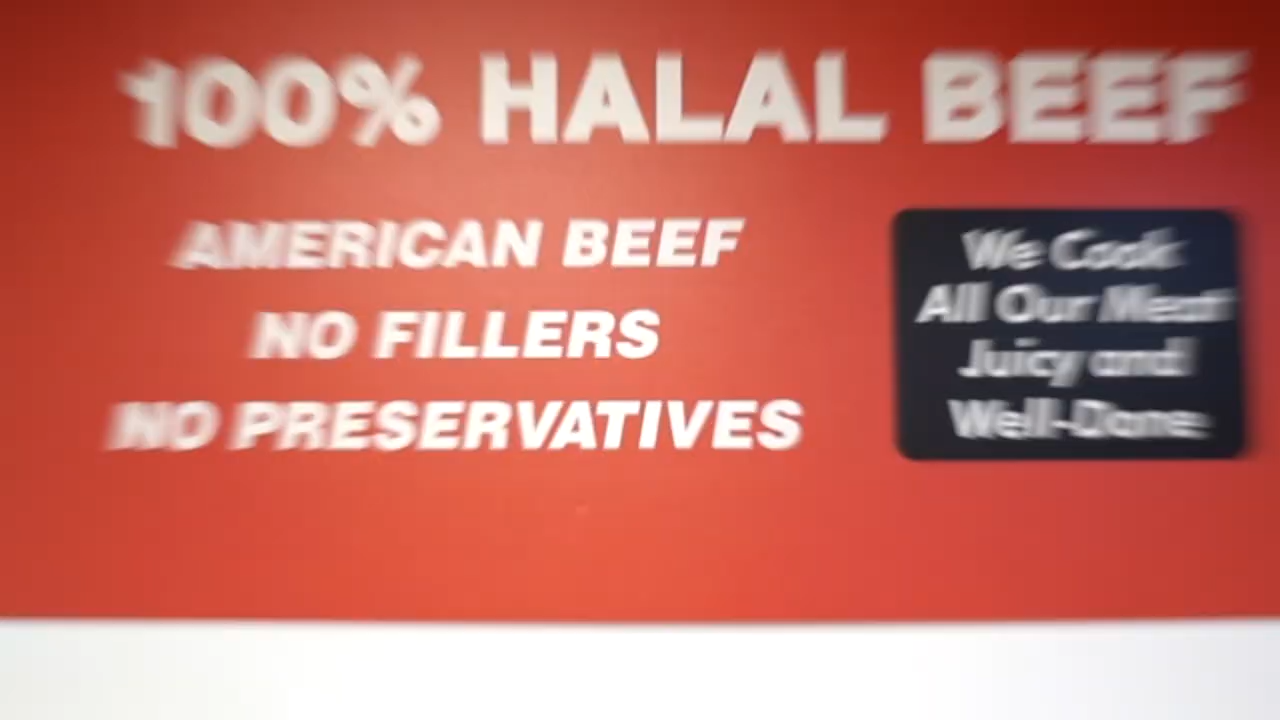 100% HALAL BEEF
AMERICAN BEEF
NO FILLERS
NO PRESERVATIVES
We Cook
All Our Meat
Juicy and
Well-Done